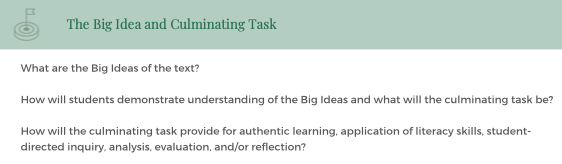 The Big Idea and Culminating Task
What are the Big Ideas of the text?
How will students demonstrate understanding of the Big Ideas and what will the culminating task be?
How will the culminating task provide for authentic learning, application of literacy skills, student-
directed inquiry, analysis, evaluation, and/or reflection?